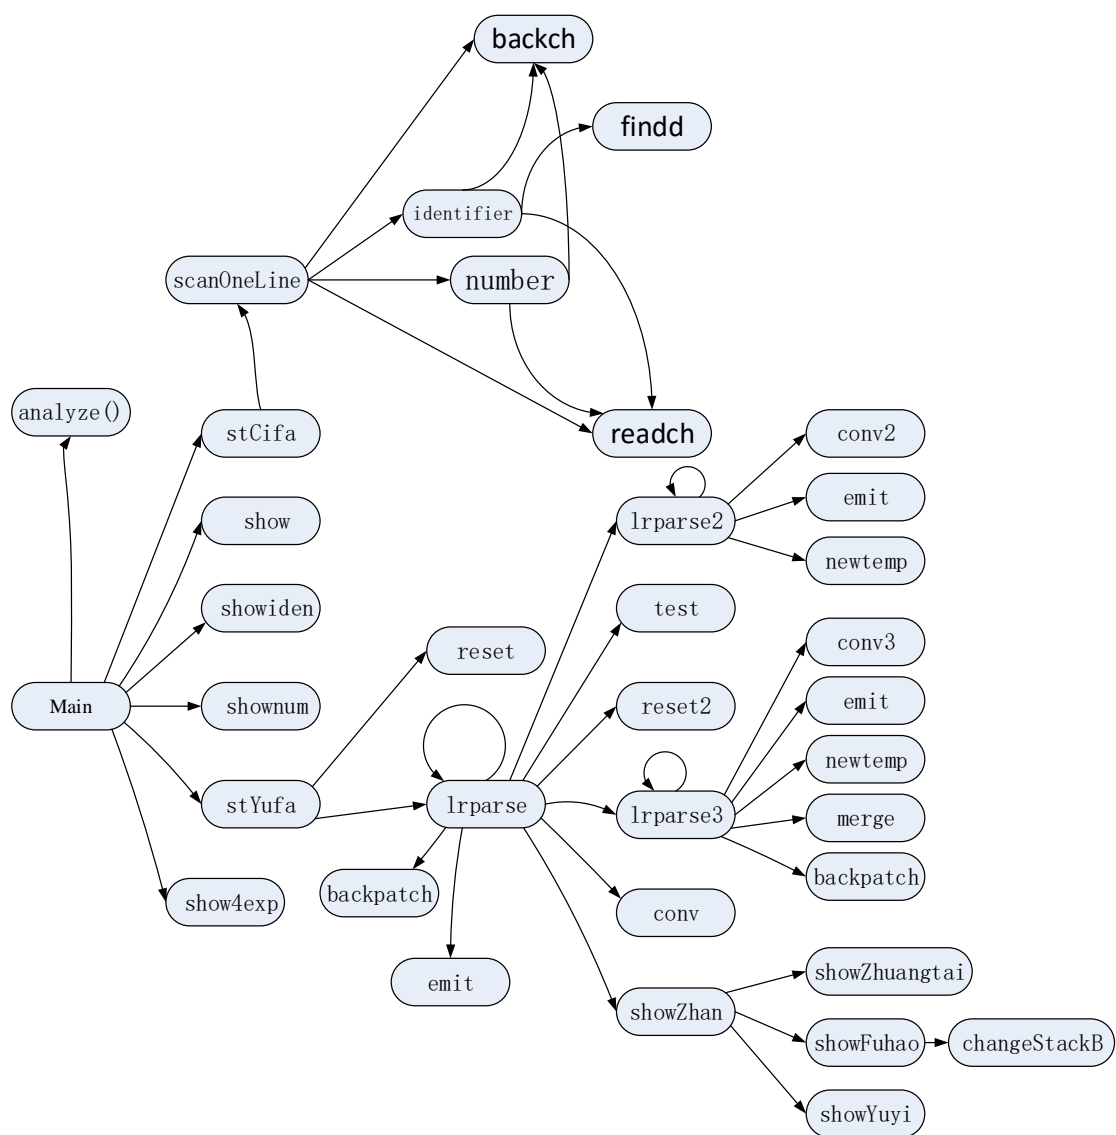 backch
findd
identifier
scanOneLine
number
analyze()
stCifa
readch
conv2
lrparse2
emit
show
newtemp
showiden
test
reset
conv3
Main
shownum
reset2
emit
newtemp
stYufa
lrparse
lrparse3
merge
backpatch
backpatch
show4exp
conv
emit
showZhuangtai
showZhan
showFuhao
changeStackB
showYuyi